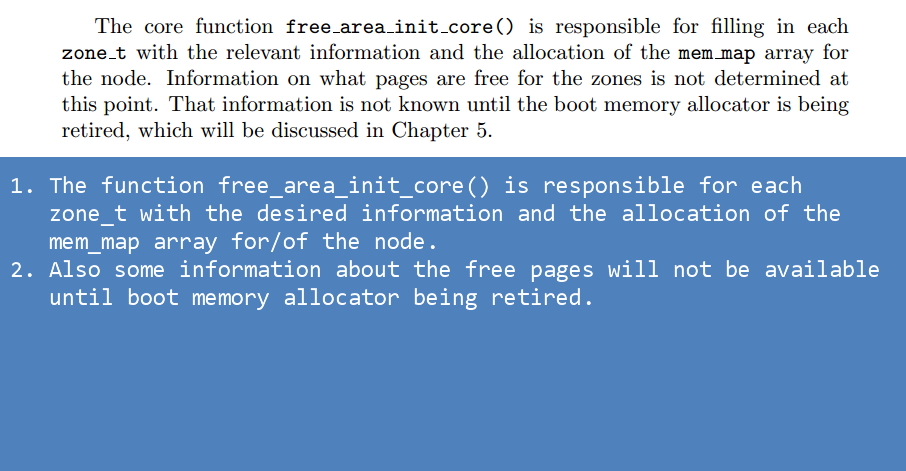 The core function free_area_init_core() is responsible for filling in each
zone_t with the relevant information and the allocation of the mem_map array for
the node. Information on what pages are free for the zones is not determined at
this point. That information is not known until the boot memory allocator is being
retired, which will be discussed in Chapter 5.
1. The function free_area_init_core() is responsible for each
zone_t with the desired information and the allocation of the
mem_map array for/of the node.
2. Also some information about the free pages will not be available
until boot memory allocator being retired.